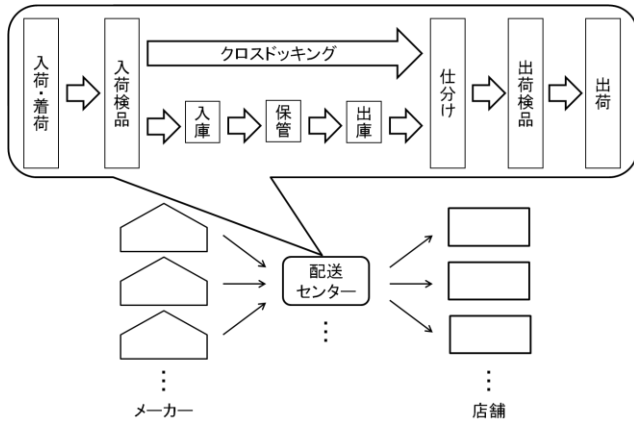 入荷・着荷
入荷検品
クロスドッキング
入庫
保管
出庫
仕分け
出荷検品
出荷
配送
センター
メーカー
店舗